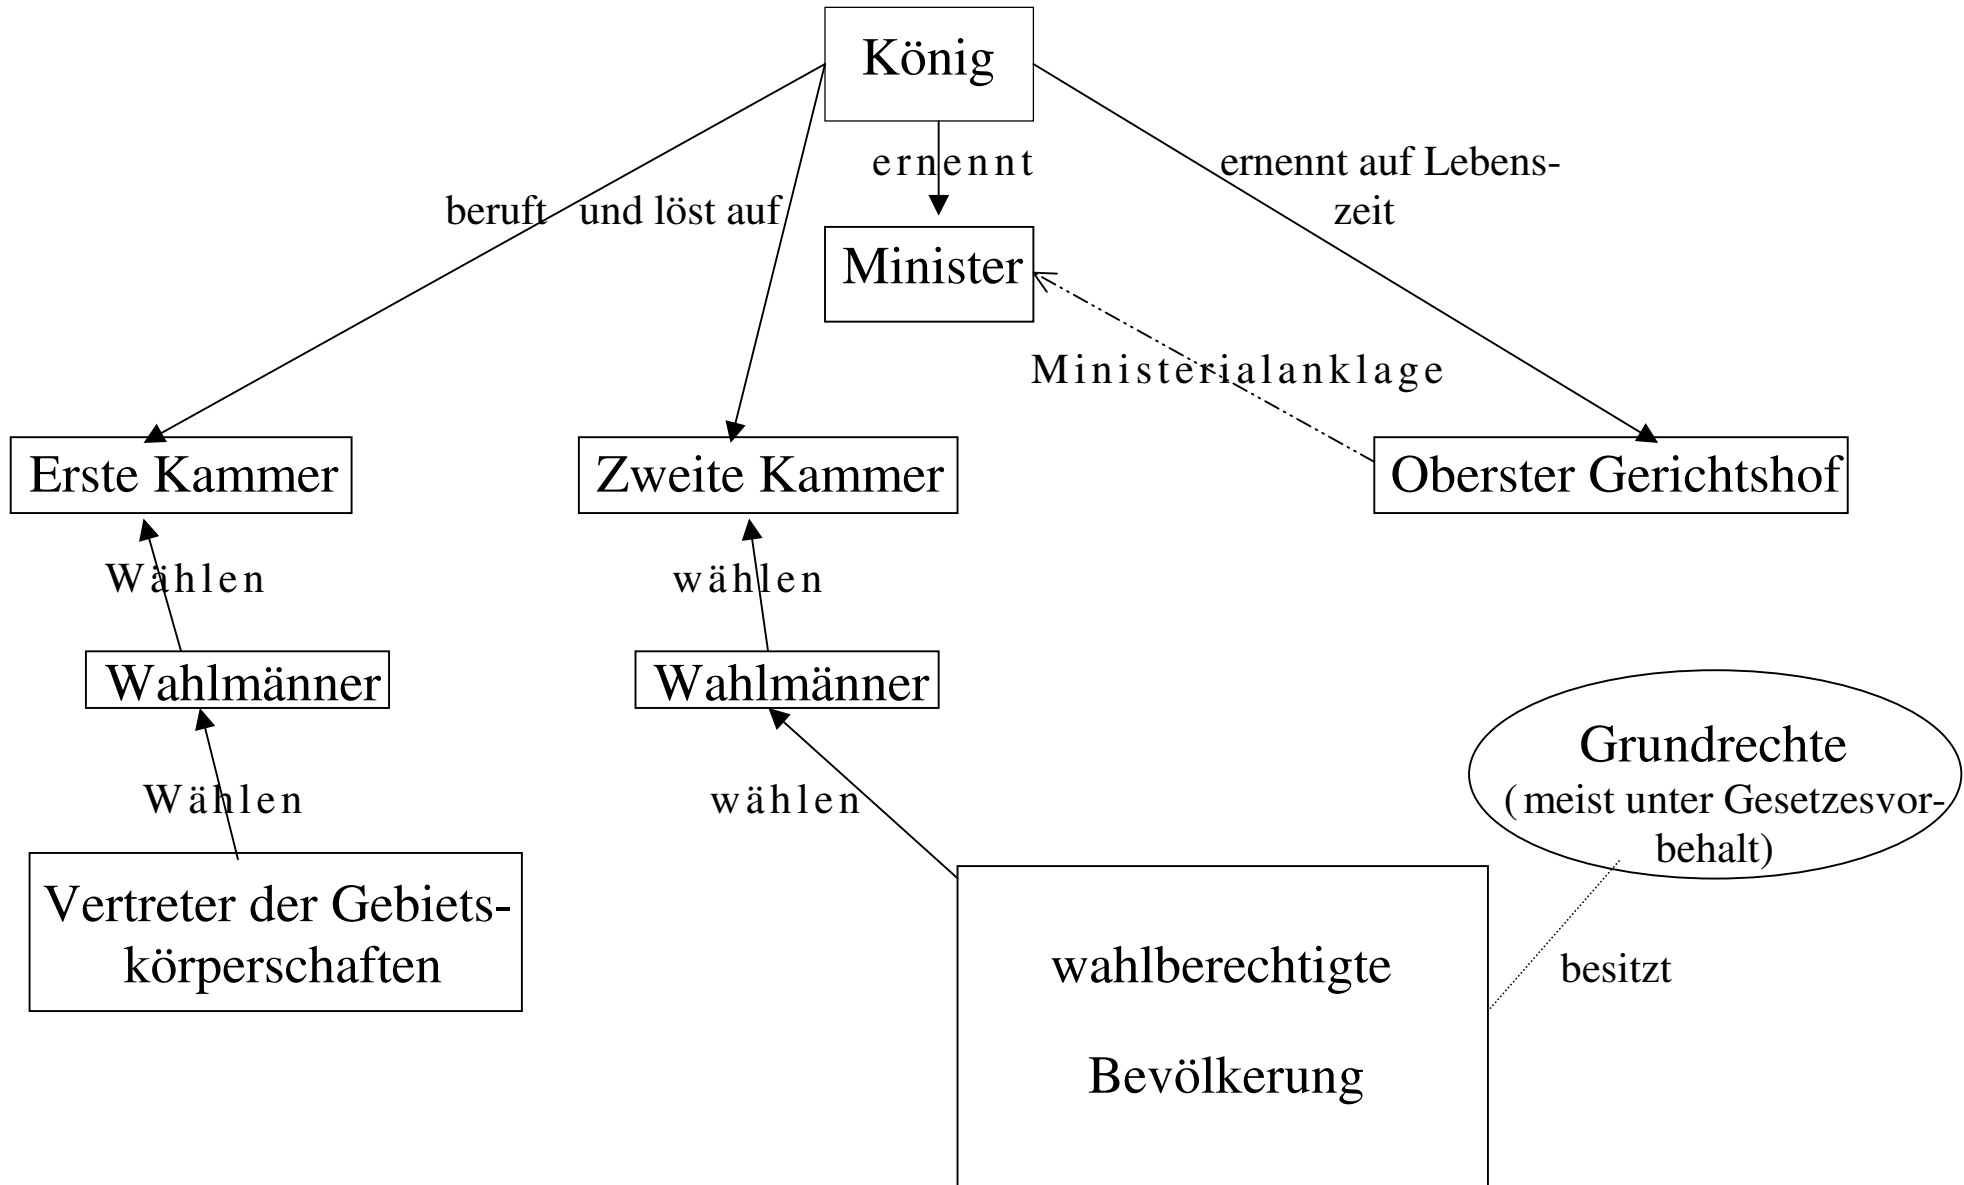 König
ernennt
ernennt auf Lebens-
zeit
beruft und löst auf
Minister
Ministerialanklage
Erste Kammer
Zweite Kammer
Oberster Gerichtshof
Wählen
wählen
Wahlmänner
Wahlmänner
Grundrechte
(meist unter Gesetzesvor-
behalt)
Wählen
wählen
Vertreter der Gebiets-
körperschaften
wahlberechtigte
Bevölkerung
besitzt